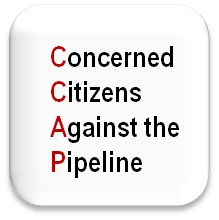 Concerned
Citizens
Against the
Pipeline